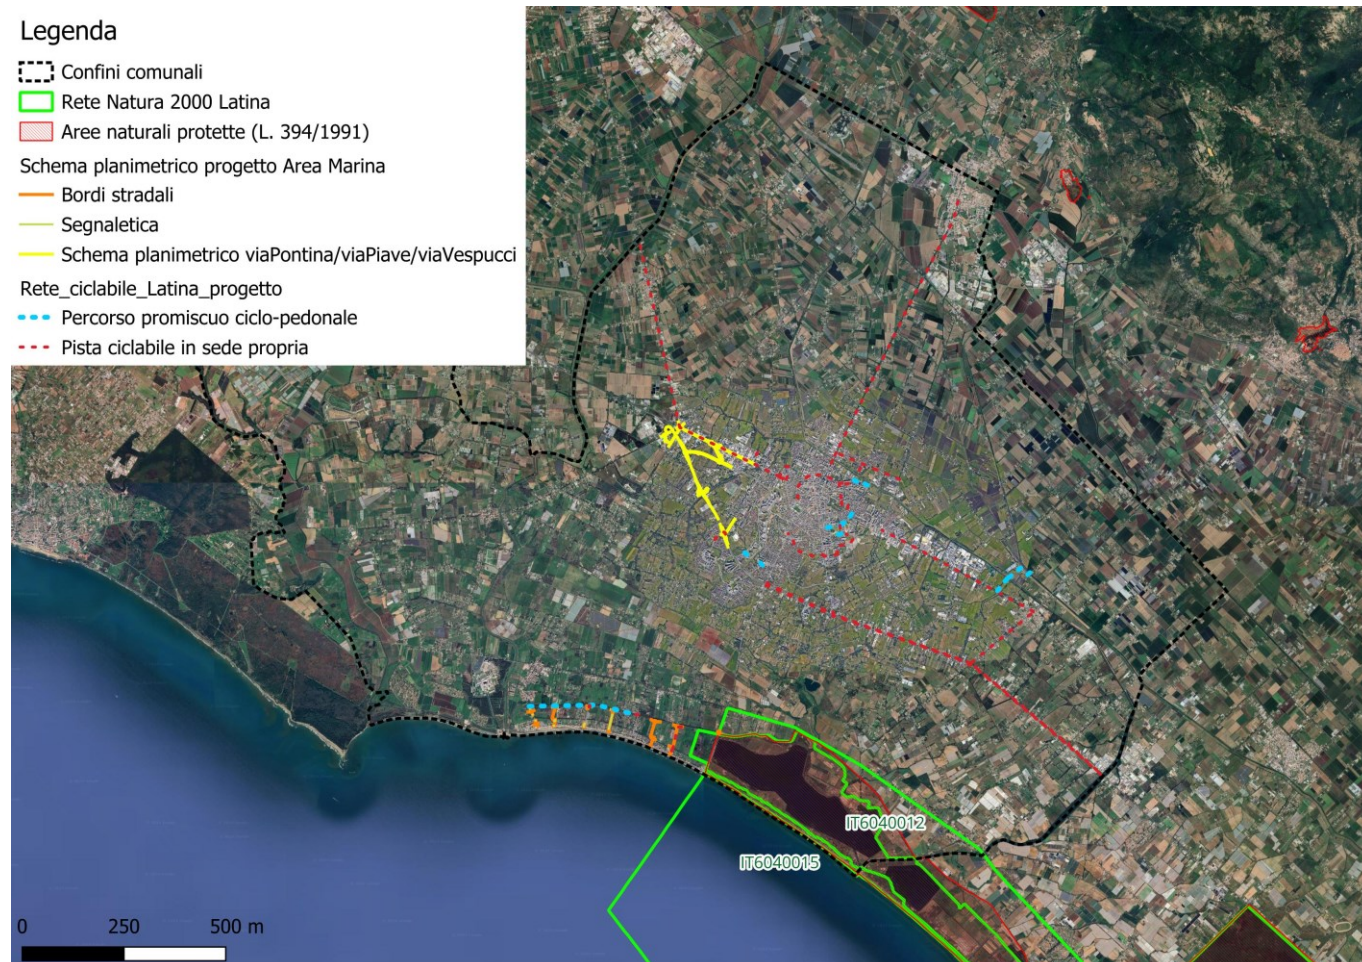 Legenda
Confini comunali
Rete Natura 2000 Latina
Aree naturali protette (L. 394/1991)
Schema planimetrico progetto Area Marina
Bordi stradali
Segnaletica
Schema planimetrico viaPontina/viaPiave/viaVespucci
Rete_ciclabile_Latina_progetto
Percorso promiscuo ciclo-pedonale
Pista ciclabile in sede propria
IT6040012
IT6040015
0 250 500 m